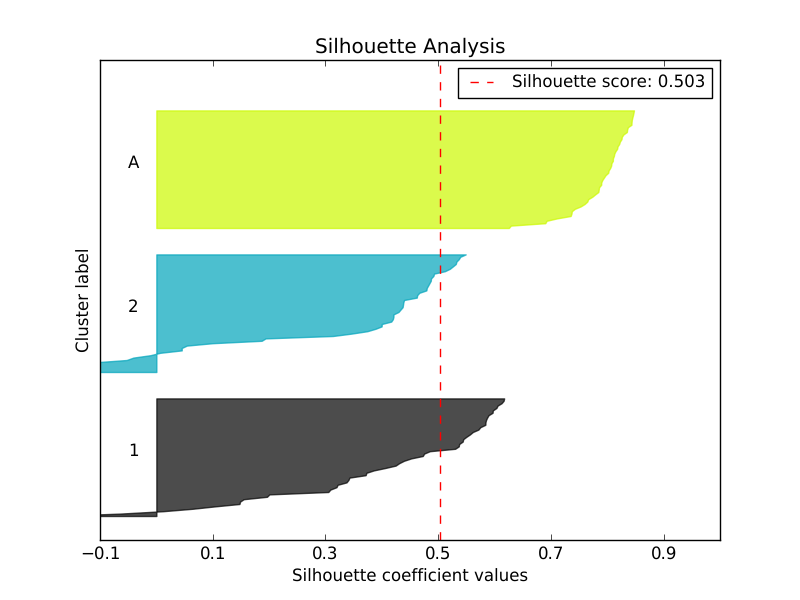 Silhouette Analysis
Silhouette score: 0.503
A
2
1
Cluster label
−0.1 0.1 0.3 0.5 0.7 0.9
Silhouette coefficient values